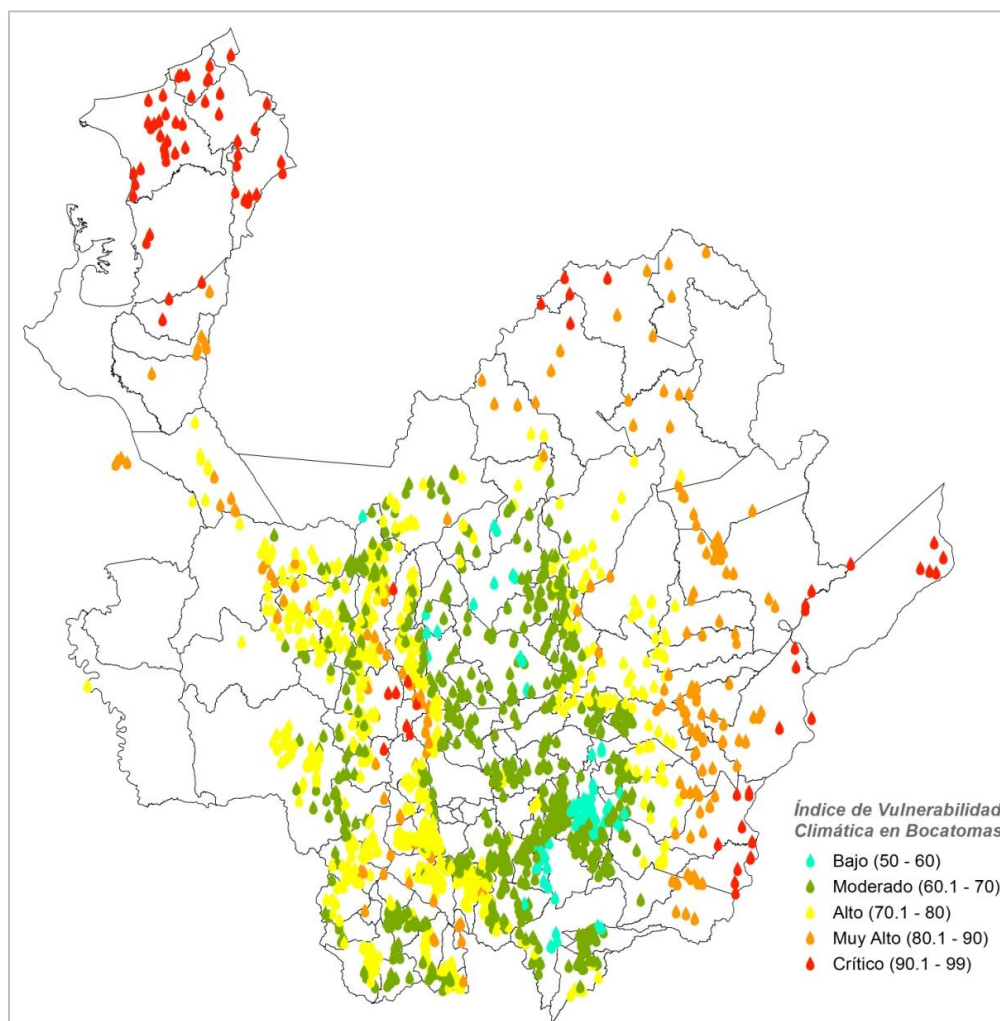 Índice de Vulnerabilidad
Climática en Bocatomas
Bajo (50 - 60)
Moderado (60.1 - 70)
Alto (70.1 - 80)
Muy Alto (80.1 - 90)
Crítico (90.1 - 99)